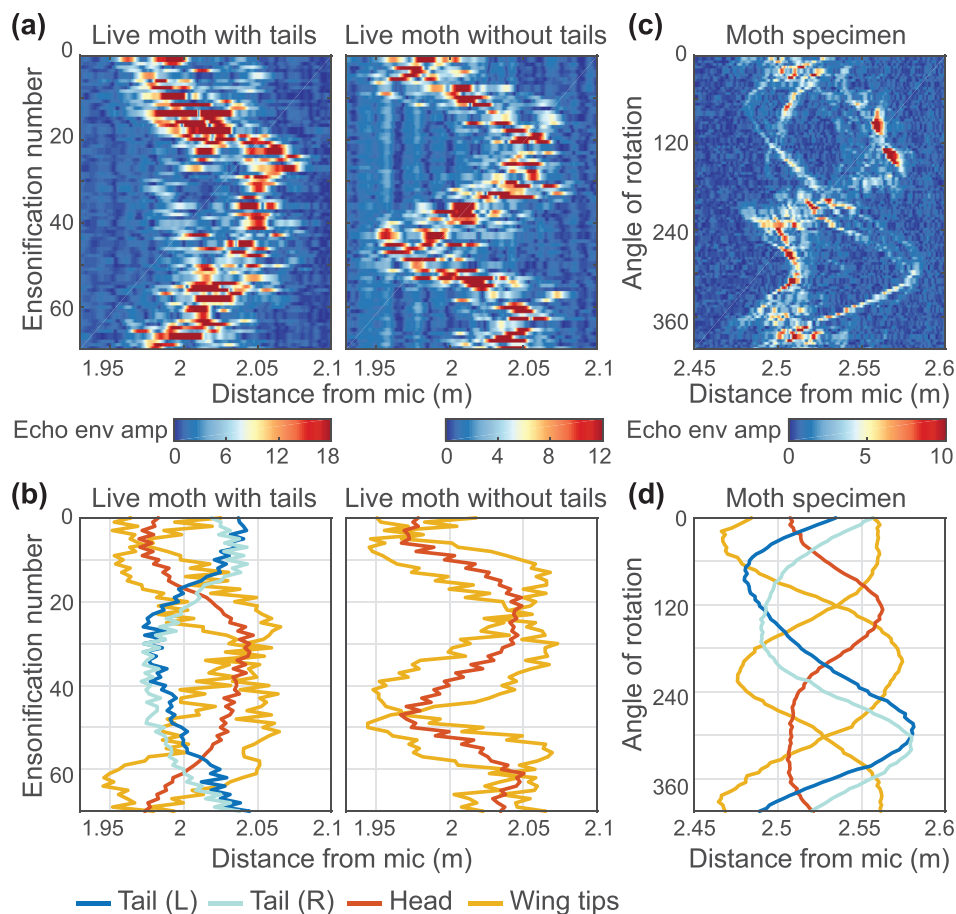 (a)
Live moth with tails
Live moth without tails
(c)
Moth specimen
Ensonification number
0
20
40
60
1.95
2
2.05
2.1
1.95
2
2.05
2.1
Distance from mic (m)
Angle of rotation
0
120
240
360
2.45
2.5
2.55
2.6
Distance from mic (m)
Echo env amp
0
6
12
18
0
4
8
12
Echo env amp
0
5
10
(b)
Live moth with tails
Live moth without tails
(d)
Moth specimen
Ensonification number
0
20
40
60
1.95
2
2.05
2.1
1.95
2
2.05
2.1
Distance from mic (m)
Angle of rotation
0
120
240
360
2.45
2.5
2.55
2.6
Distance from mic (m)
Tail (L)
Tail (R)
Head
Wing tips